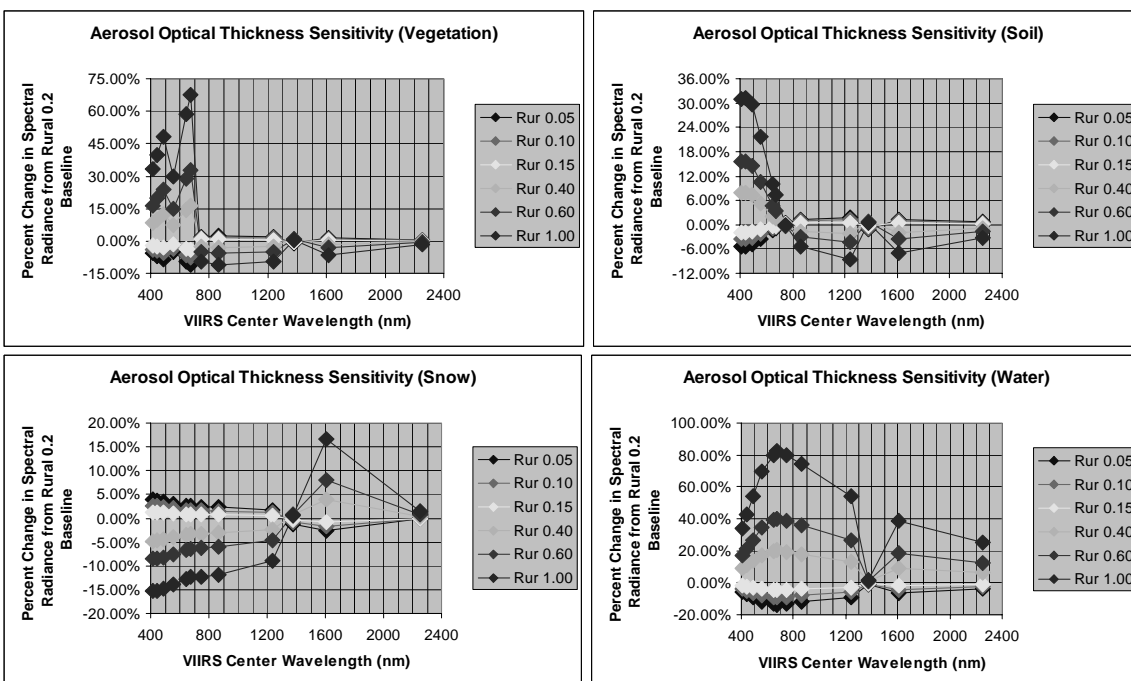 Aerosol Optical Thickness Sensitivity (Vegetation)
Percent Change in Spectral
Radiance from Rural 0.2
Baseline
75.00%
60.00%
45.00%
30.00%
15.00%
0.00%
-15.00%
400 800 1200 1600 2000 2400
VIIRS Center Wavelength (nm)
Rur 0.05
Rur 0.10
Rur 0.15
Rur 0.40
Rur 0.60
Rur 1.00
Aerosol Optical Thickness Sensitivity (Soil)
Percent Change in Spectral
Radiance from Rural 0.2
Baseline
36.00%
30.00%
24.00%
18.00%
12.00%
6.00%
0.00%
-6.00%
-12.00%
400 800 1200 1600 2000 2400
VIIRS Center Wavelength (nm)
Rur 0.05
Rur 0.10
Rur 0.15
Rur 0.40
Rur 0.60
Rur 1.00
Aerosol Optical Thickness Sensitivity (Snow)
Percent Change in Spectral
Radiance from Rural 0.2
Baseline
20.00%
15.00%
10.00%
5.00%
0.00%
-5.00%
-10.00%
-15.00%
-20.00%
400 800 1200 1600 2000 2400
VIIRS Center Wavelength (nm)
Rur 0.05
Rur 0.10
Rur 0.15
Rur 0.40
Rur 0.60
Rur 1.00
Aerosol Optical Thickness Sensitivity (Water)
Percent Change in Spectral
Radiance from Rural 0.2
Baseline
100.00%
80.00%
60.00%
40.00%
20.00%
0.00%
-20.00%
400 800 1200 1600 2000 2400
VIIRS Center Wavelength (nm)
Rur 0.05
Rur 0.10
Rur 0.15
Rur 0.40
Rur 0.60
Rur 1.00